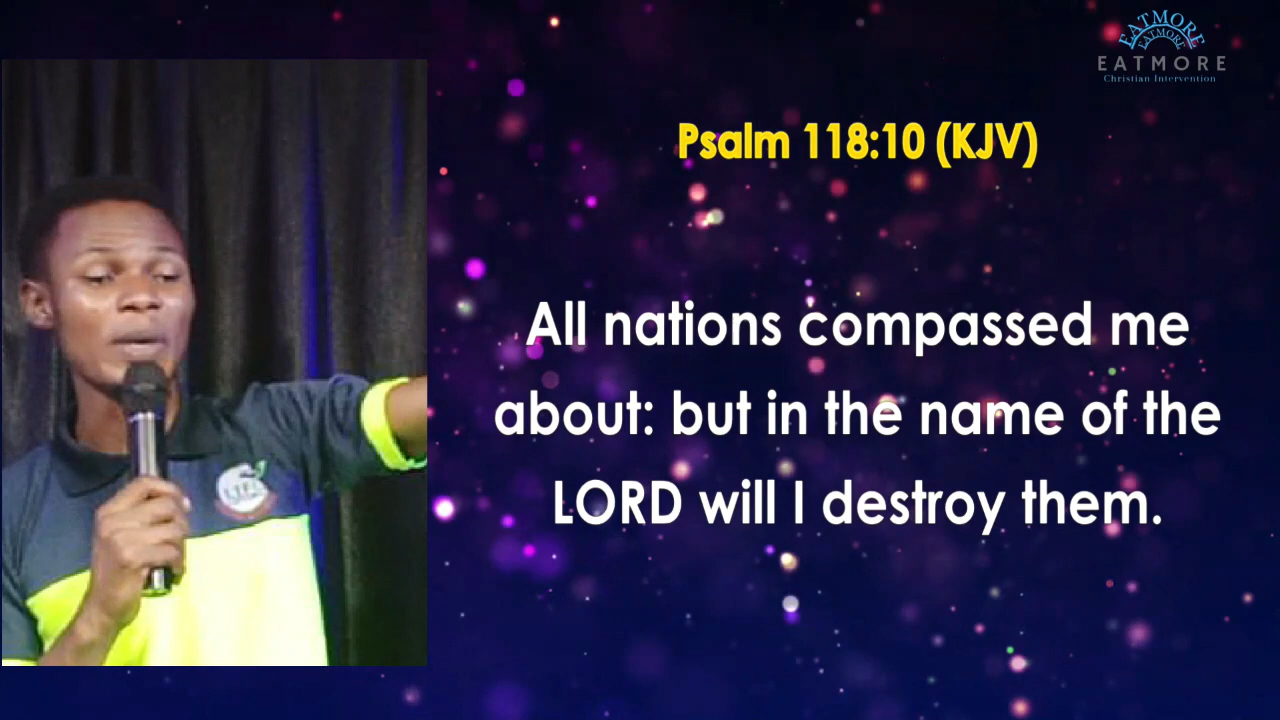 EATMORE
EATMORE
EATMORE
Christian Intervention
Psalm 118:10 (KJV)
All nations compassed me
about: but in the name of the
LORD will I destroy them.